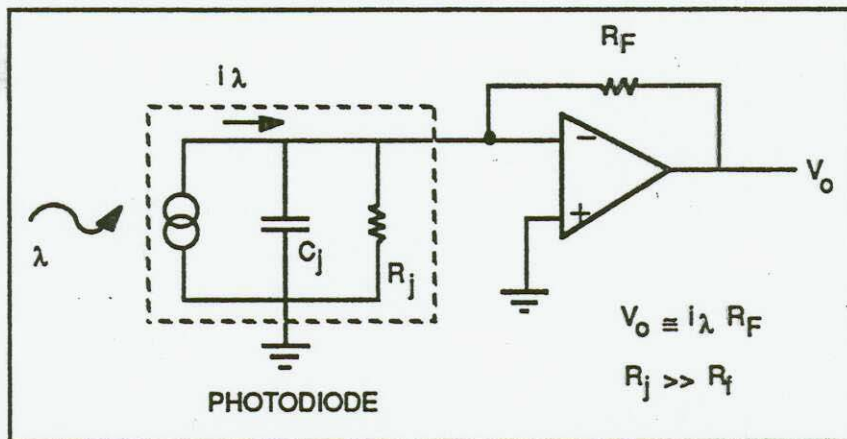 R_F
i λ
−
+
V_o
λ
C_j
R_j
V_o ≅ i_λ R_F
R_j >> R_f
PHOTODIODE